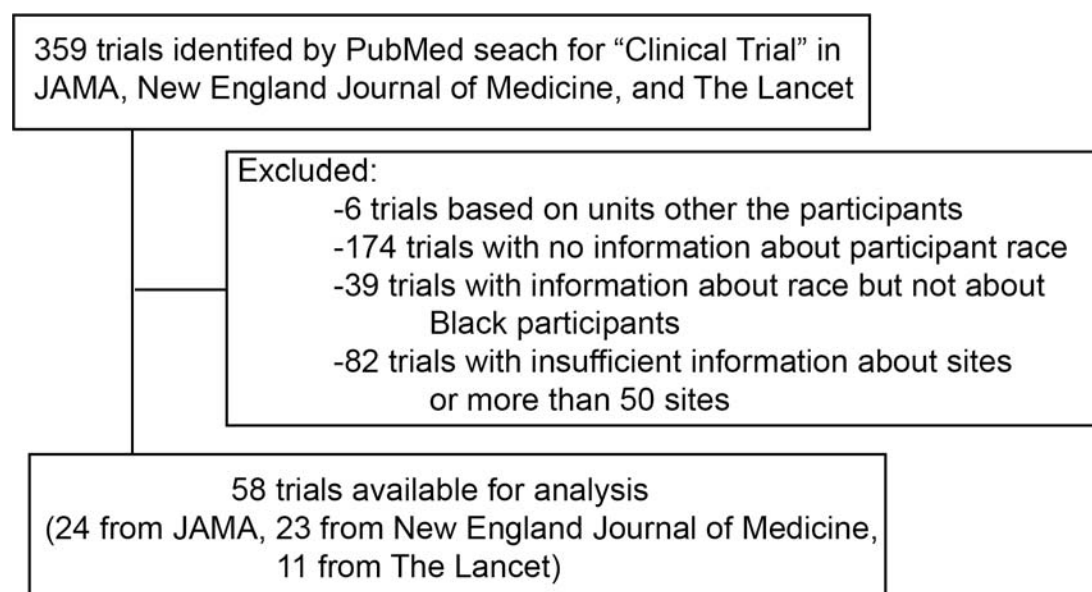 359 trials identifed by PubMed seach for “Clinical Trial” in
JAMA, New England Journal of Medicine, and The Lancet
Excluded:
-6 trials based on units other the participants
-174 trials with no information about participant race
-39 trials with information about race but not about
Black participants
-82 trials with insufficient information about sites
or more than 50 sites
58 trials available for analysis
(24 from JAMA, 23 from New England Journal of Medicine,
11 from The Lancet)